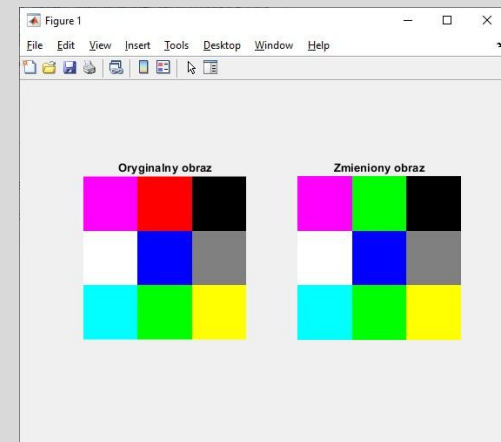 Figure 1
File Edit View Insert Tools Desktop Window Help
Oryginalny obraz
Zmieniony obraz